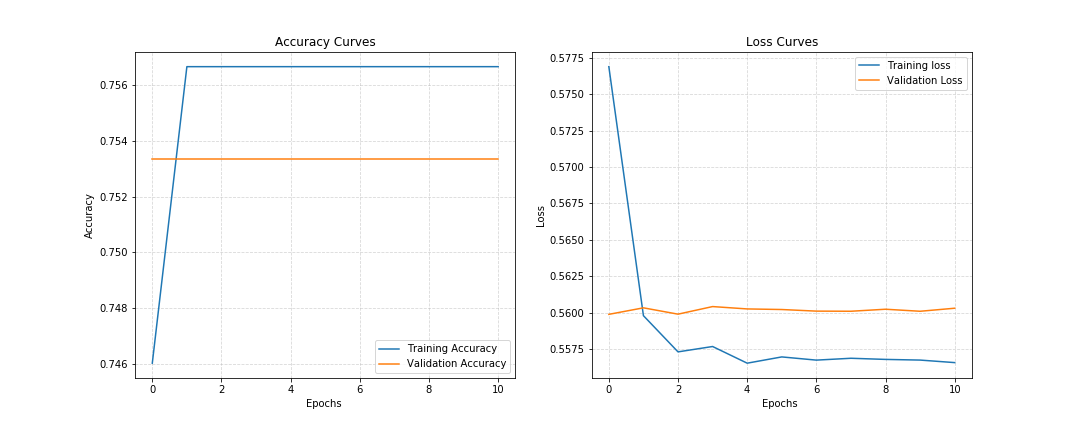 Accuracy Curves
0.756
0.754
0.752
0.750
0.748
0.746
Accuracy
0 2 4 6 8 10
Epochs
Training Accuracy
Validation Accuracy
Loss Curves
0.5775
0.5750
0.5725
0.5700
0.5675
0.5650
0.5625
0.5600
0.5575
Loss
0 2 4 6 8 10
Epochs
Training loss
Validation Loss